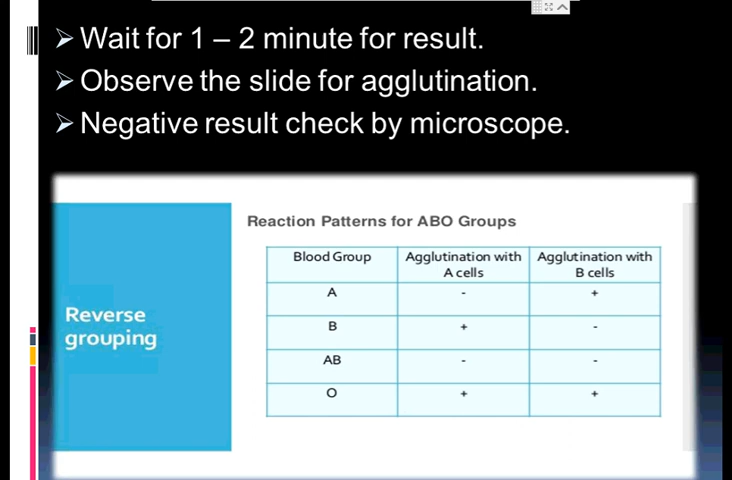 ➢ Wait for 1 – 2 minute for result.
➢ Observe the slide for agglutination.
➢ Negative result check by microscope.
Reverse
grouping
Reaction Patterns for ABO Groups
Blood Group Agglutination with A cells Agglutination with B cells
A - +
B + -
AB - -
O + +